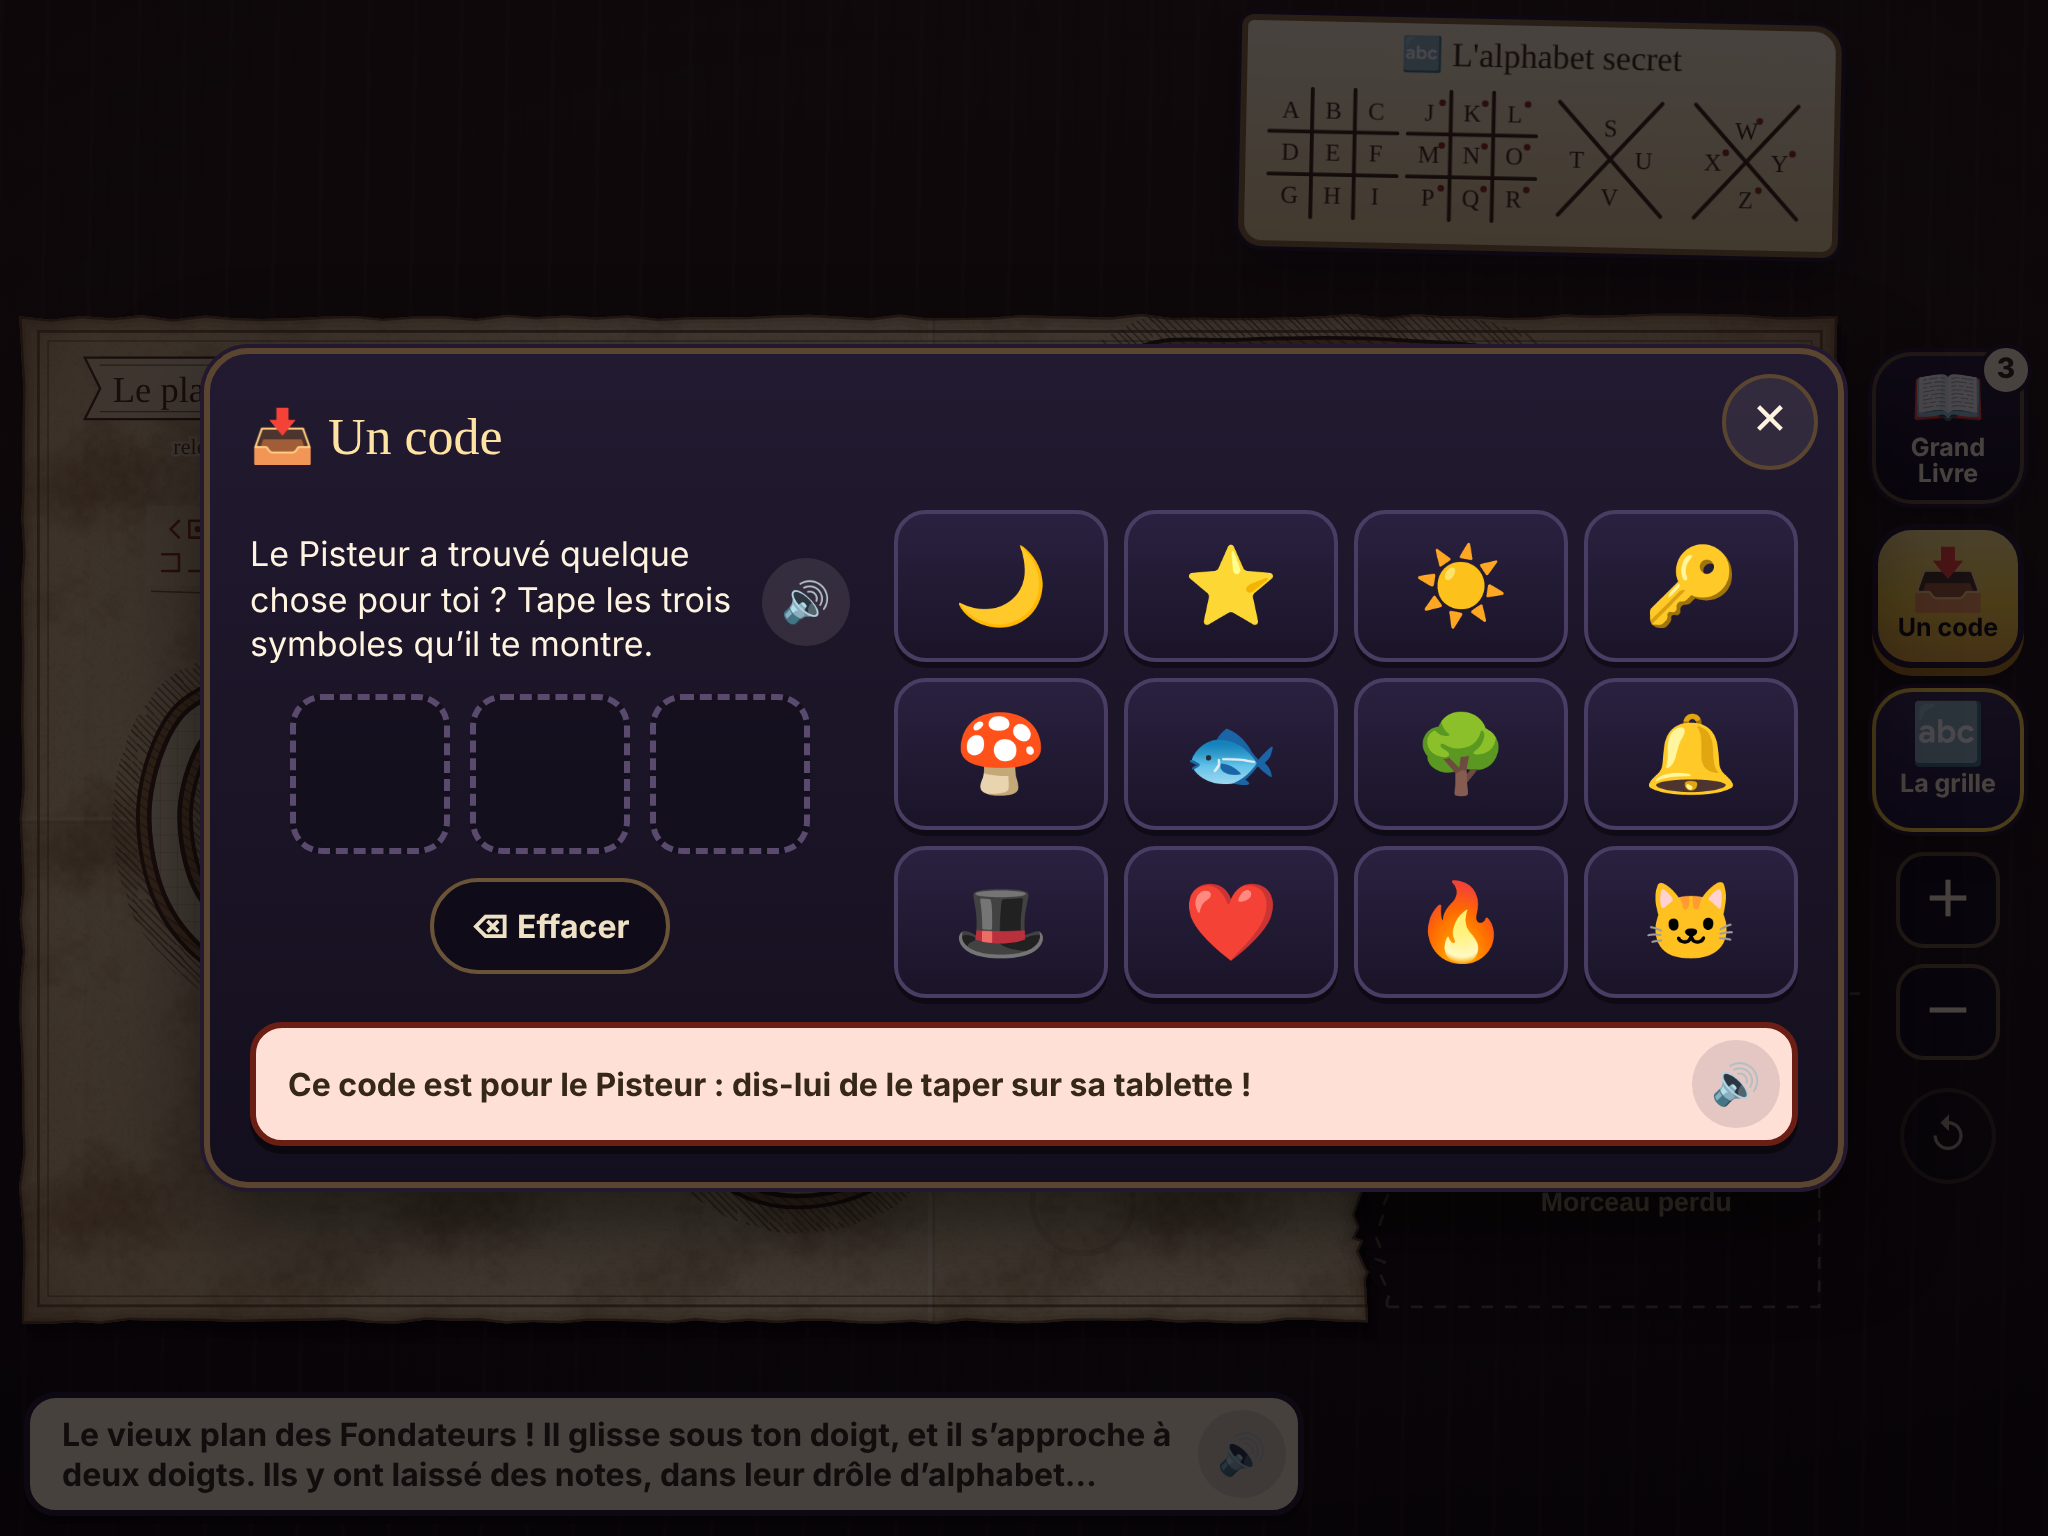 abc L'alphabet secret
A B C J K L S W
D E F M N O T U X Y
G H I P Q R V Z
Le pla
3
Grand
Livre
Un code
Le Pisteur a trouvé quelque
chose pour toi ? Tape les trois
symboles qu'il te montre.
Effacer
Un code
abc
La grille
Ce code est pour le Pisteur : dis-lui de le taper sur sa tablette !
Morceau perdu
Le vieux plan des Fondateurs ! Il glisse sous ton doigt, et il s'approche à
deux doigts. Ils y ont laissé des notes, dans leur drôle d'alphabet...